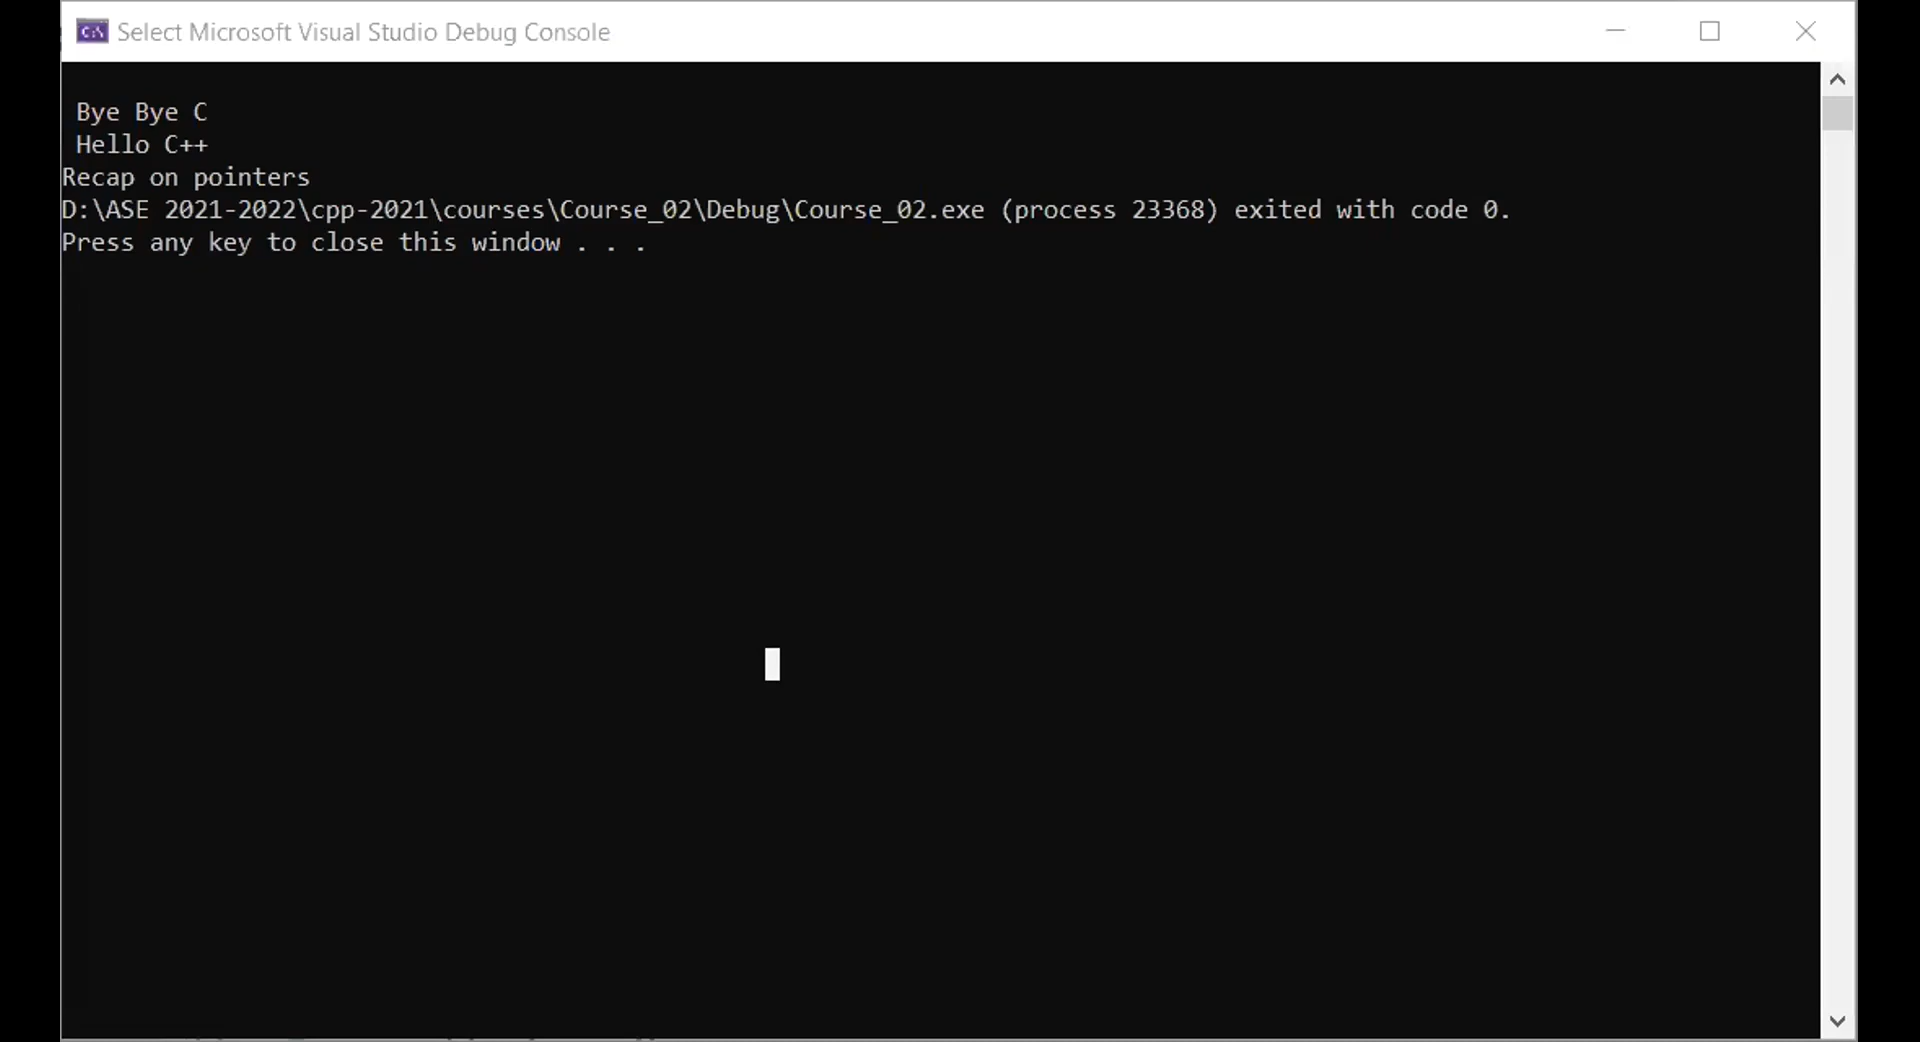 Select Microsoft Visual Studio Debug Console
Bye Bye C
Hello C++
Recap on pointers
D:\ASE 2021-2022\cpp-2021\courses\Course_02\Debug\Course_02.exe (process 23368) exited with code 0.
Press any key to close this window . . .